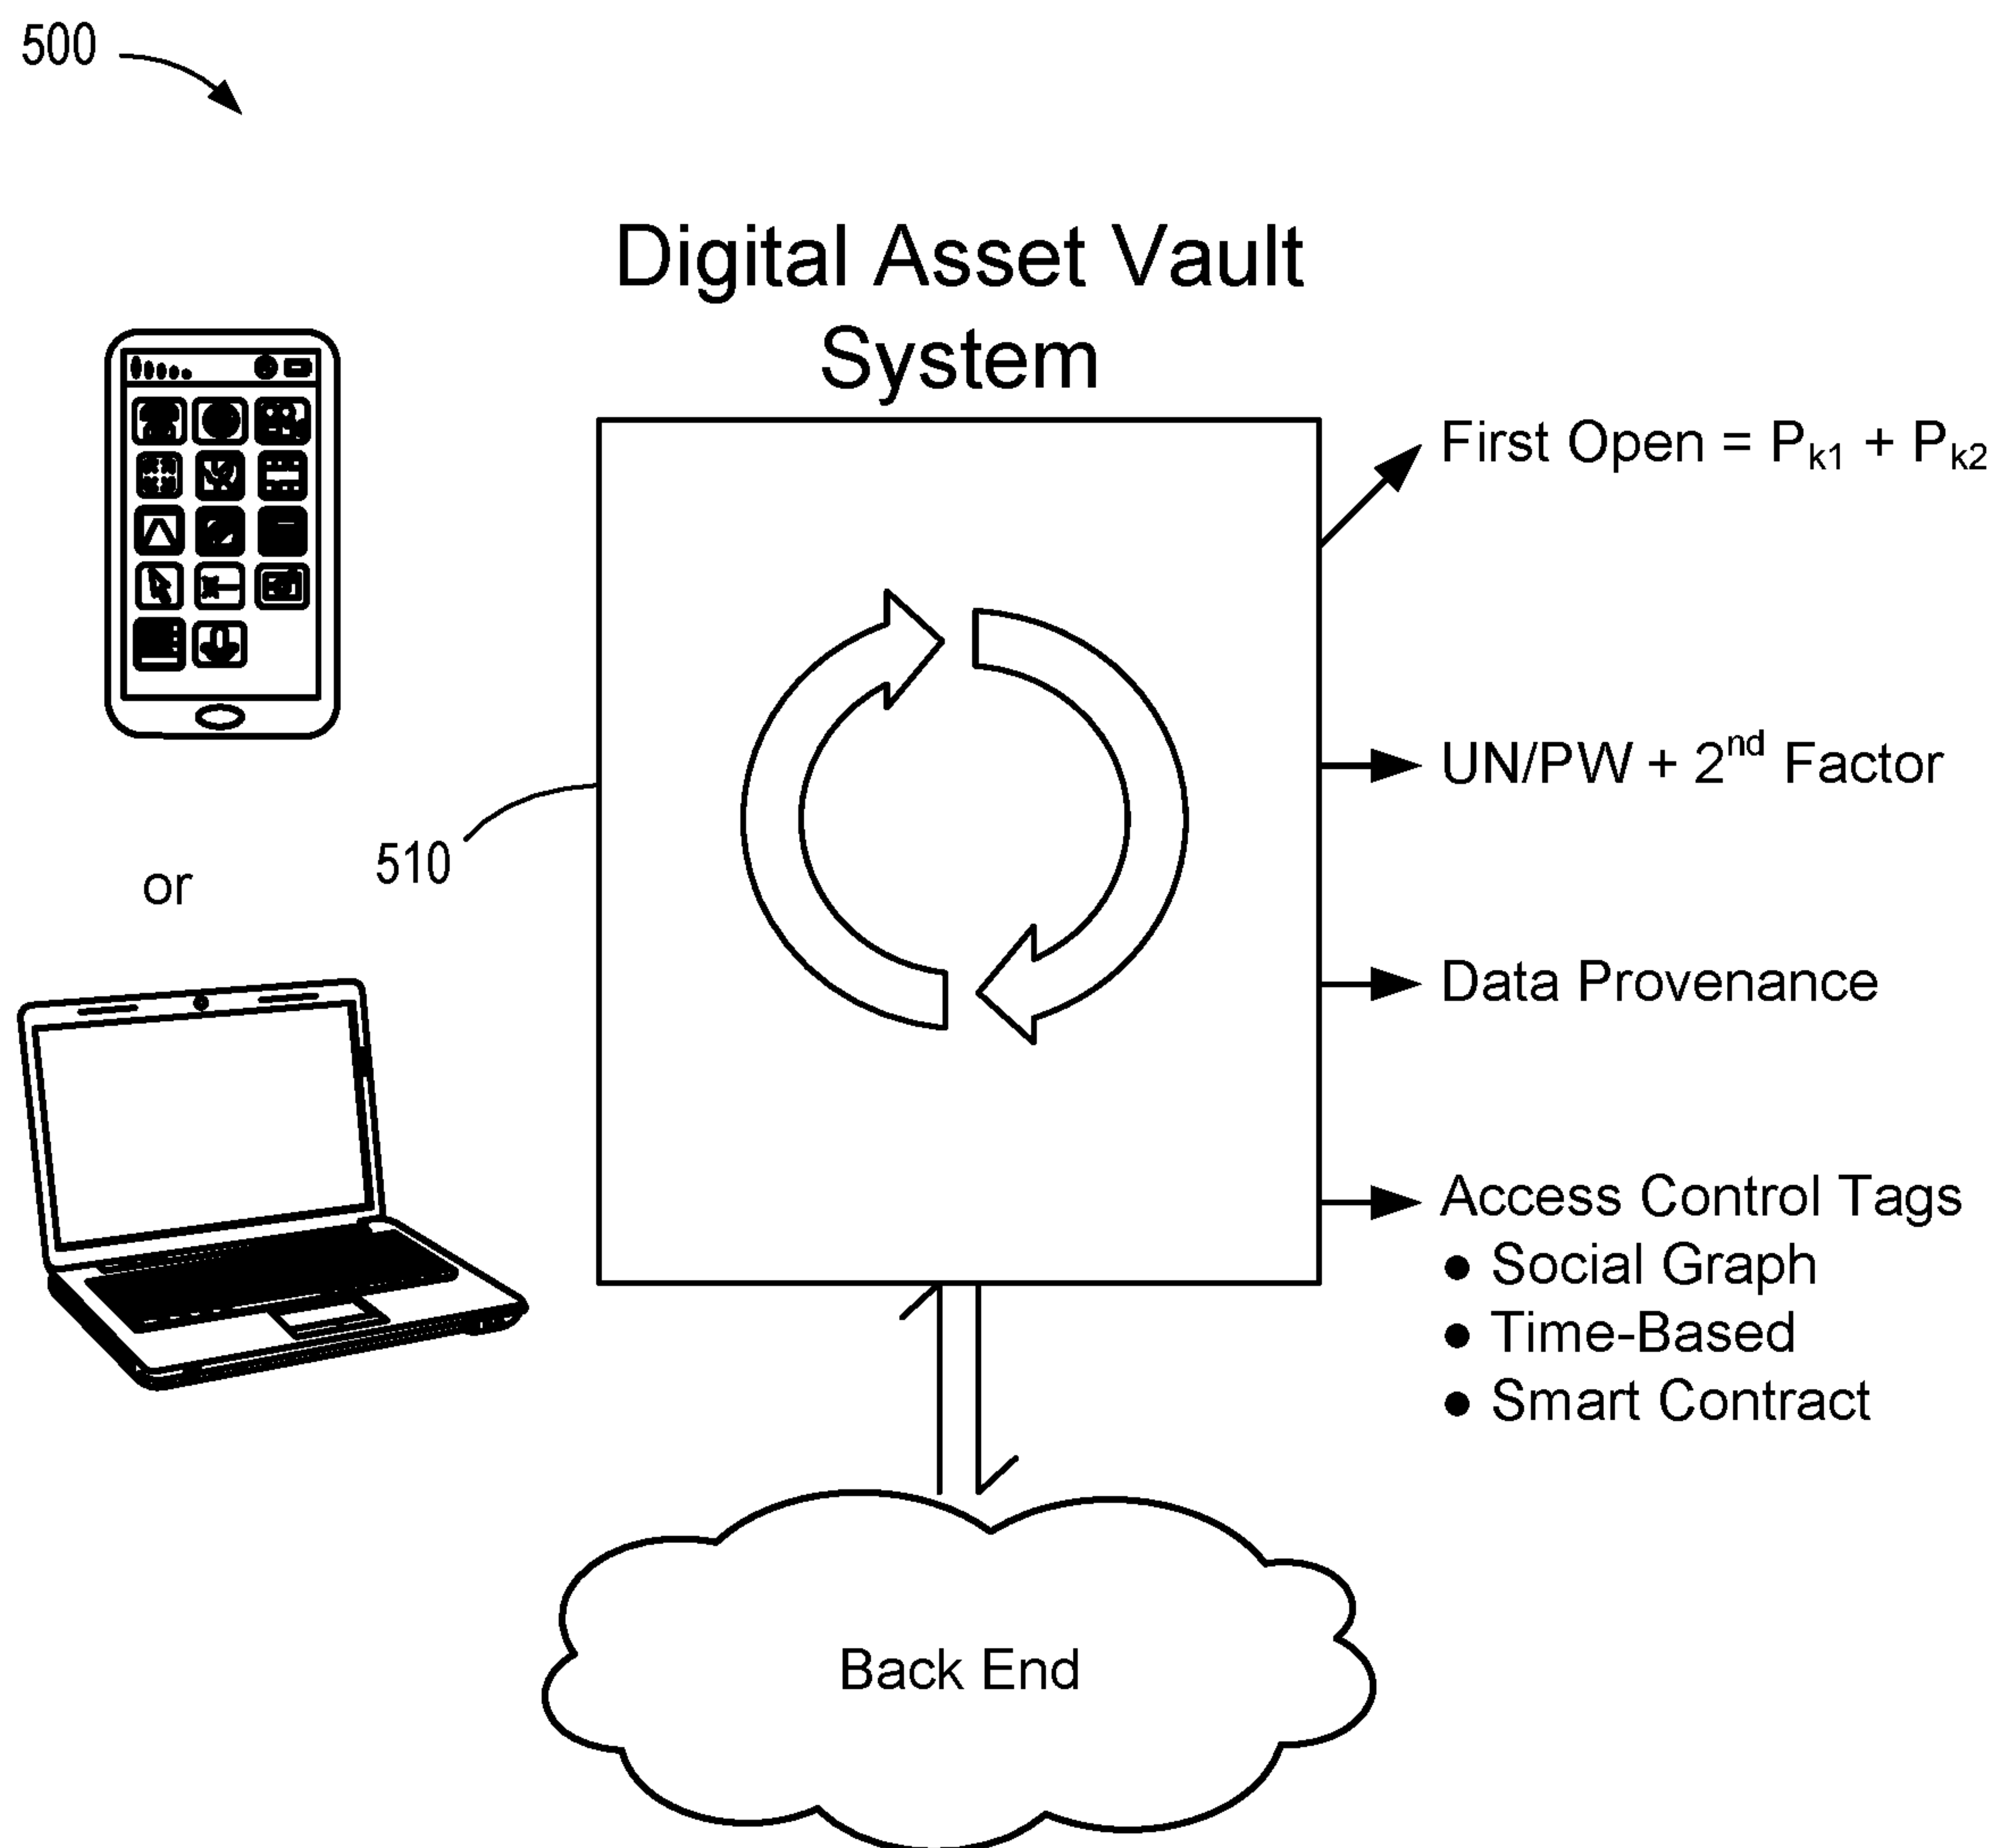 500
Digital Asset Vault
System
First Open = Pk1 + Pk2
UN/PW + 2nd Factor
510
or
Data Provenance
Access Control Tags
● Social Graph
● Time-Based
● Smart Contract
Back End